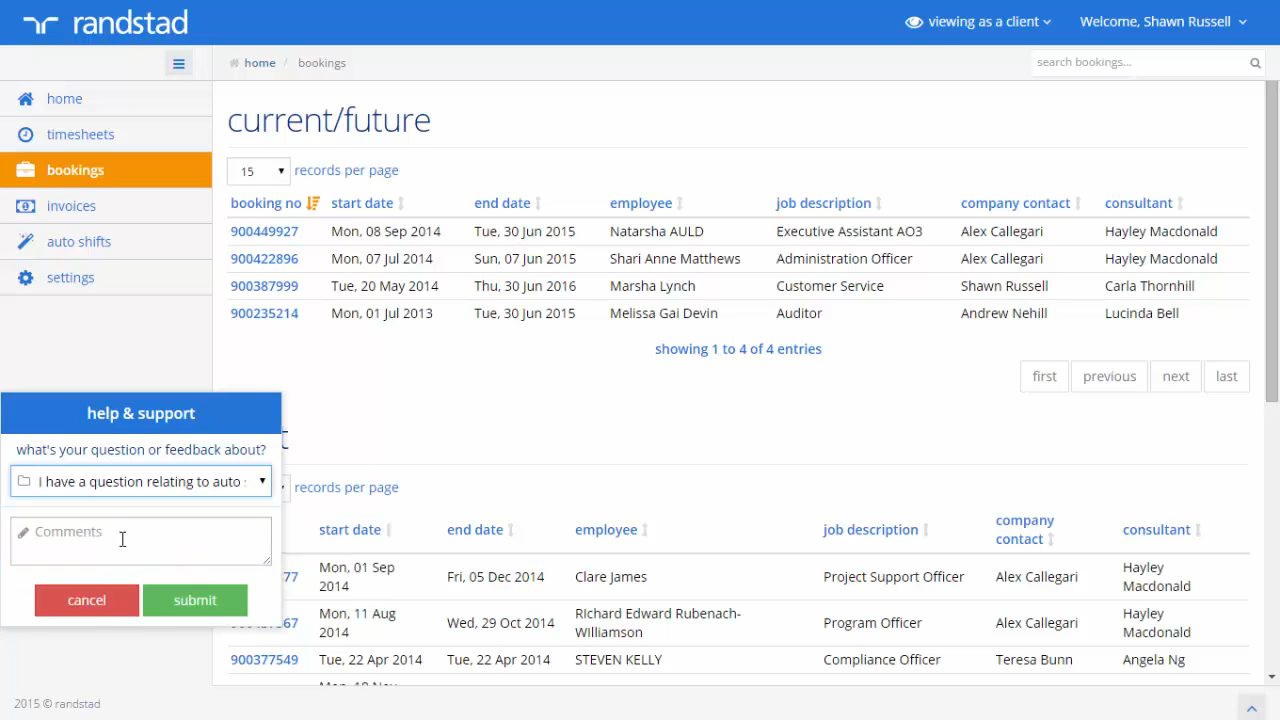 randstad
viewing as a client
Welcome, Shawn Russell
home / bookings
search bookings...
home
timesheets
bookings
invoices
auto shifts
settings
current/future
15 records per page
booking no start date end date employee job description company contact consultant
900449927 Mon, 08 Sep 2014 Tue, 30 Jun 2015 Natarsha AULD Executive Assistant AO3 Alex Callegari Hayley Macdonald
900422896 Mon, 07 Jul 2014 Sun, 07 Jun 2015 Shari Anne Matthews Administration Officer Alex Callegari Hayley Macdonald
900387999 Tue, 20 May 2014 Thu, 30 Jun 2016 Marsha Lynch Customer Service Shawn Russell Carla Thornhill
900235214 Mon, 01 Jul 2013 Tue, 30 Jun 2015 Melissa Gai Devin Auditor Andrew Nehill Lucinda Bell
showing 1 to 4 of 4 entries
first previous next last
help & support
what's your question or feedback about?
I have a question relating to auto
Comments
cancel submit
records per page
start date end date employee job description company contact consultant
77 Mon, 01 Sep 2014 Fri, 05 Dec 2014 Clare James Project Support Officer Alex Callegari Hayley Macdonald
67 Mon, 11 Aug 2014 Wed, 29 Oct 2014 RIchard Edward Rubenach-WIlliamson Program Officer Alex Callegari Hayley Macdonald
900377549 Tue, 22 Apr 2014 Tue, 22 Apr 2014 STEVEN KELLY Compliance Officer Teresa Bunn Angela Ng
2015 © randstad